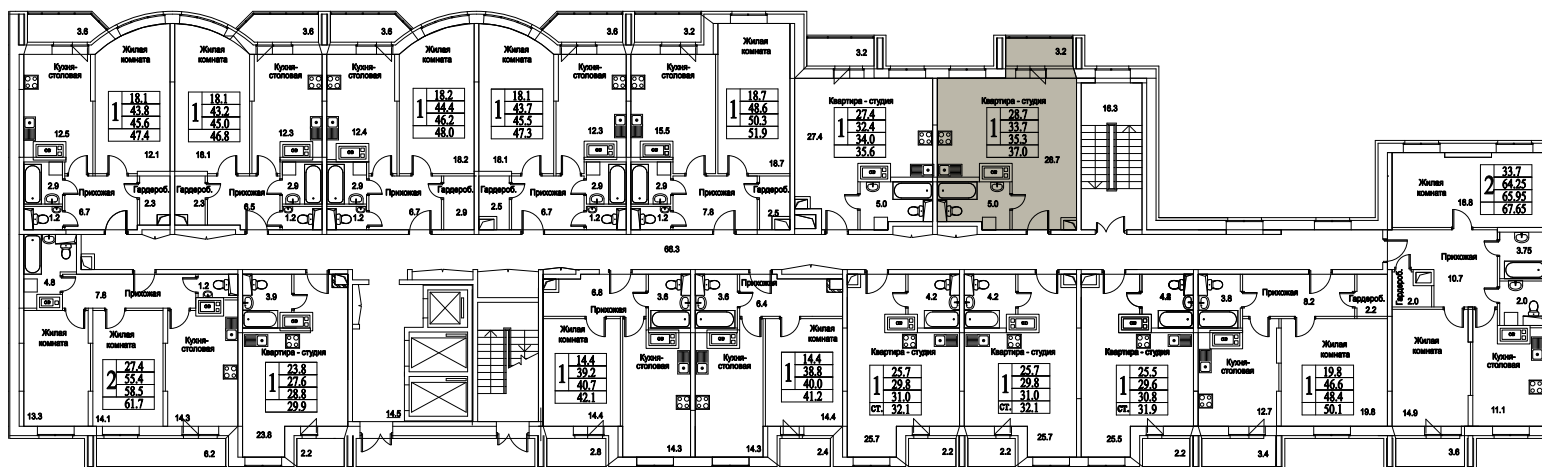 3.6
3.6
3.6
3.6
3.2
3.2
3.2
Жилая
комната
Жилая
комната
Жилая
комната
Жилая
комната
Жилая
комната
Кухня-
столовая
Кухня-
столовая
Кухня-
столовая
Кухня-
столовая
Кухня-
столовая
1
18.1
43.8
45.6
47.4
1
18.1
43.2
45.0
46.8
1
18.2
44.4
46.2
48.0
1
18.1
43.7
45.5
47.3
1
18.7
48.6
50.3
51.9
Квартира - студия
1
27.4
32.4
34.0
35.6
27.4
Квартира - студия
1
28.7
33.7
35.3
37.0
16.3
12.5
12.1
18.1
12.3
12.4
18.2
18.1
12.3
15.5
18.7
2.9
Прихожая
Гардероб.
Гардероб.
Прихожая
2.9
2.9
Прихожая
Гардероб.
Гардероб.
Прихожая
2.9
2.9
Прихожая
Гардероб.
1.2
6.7
2.3
2.3
6.5
1.2
1.2
6.7
2.9
2.5
6.7
1.2
1.2
7.8
2.5
5.0
5.0
Жилая
комната
2
33.7
64.25
65.95
67.65
18.8
66.3
Прихожая
10.7
3.75
Гардероб.
2.0
2.0
4.8
7.8
Прихожая
1.2
3.9
6.8
Прихожая
3.6
3.6
Прихожая
6.4
4.2
4.2
3.8
Прихожая
8.2
Гардероб.
2.2
Жилая
комната
Жилая
комната
Кухня-
столовая
2
27.4
55.4
58.5
61.7
13.3
14.1
14.3
6.2
Квартира - студия
1
23.8
27.6
28.8
29.9
23.8
2.2
14.5
Жилая
комната
Кухня-
столовая
1
14.4
39.2
40.7
42.1
14.4
14.3
2.8
Кухня-
столовая
Жилая
комната
1
14.4
38.8
40.0
41.2
14.3
14.4
2.4
Квартира - студия
1
ст.
25.7
29.8
31.0
32.1
25.7
2.2
Квартира - студия
1
ст.
25.7
29.8
31.0
32.1
25.7
2.2
Квартира - студия
1
ст.
25.5
29.6
30.8
31.9
25.5
2.2
Кухня-
столовая
Жилая
комната
1
19.8
46.6
48.4
50.1
12.7
19.8
3.4
Жилая
комната
14.9
3.6
Кухня-
столовая
11.1